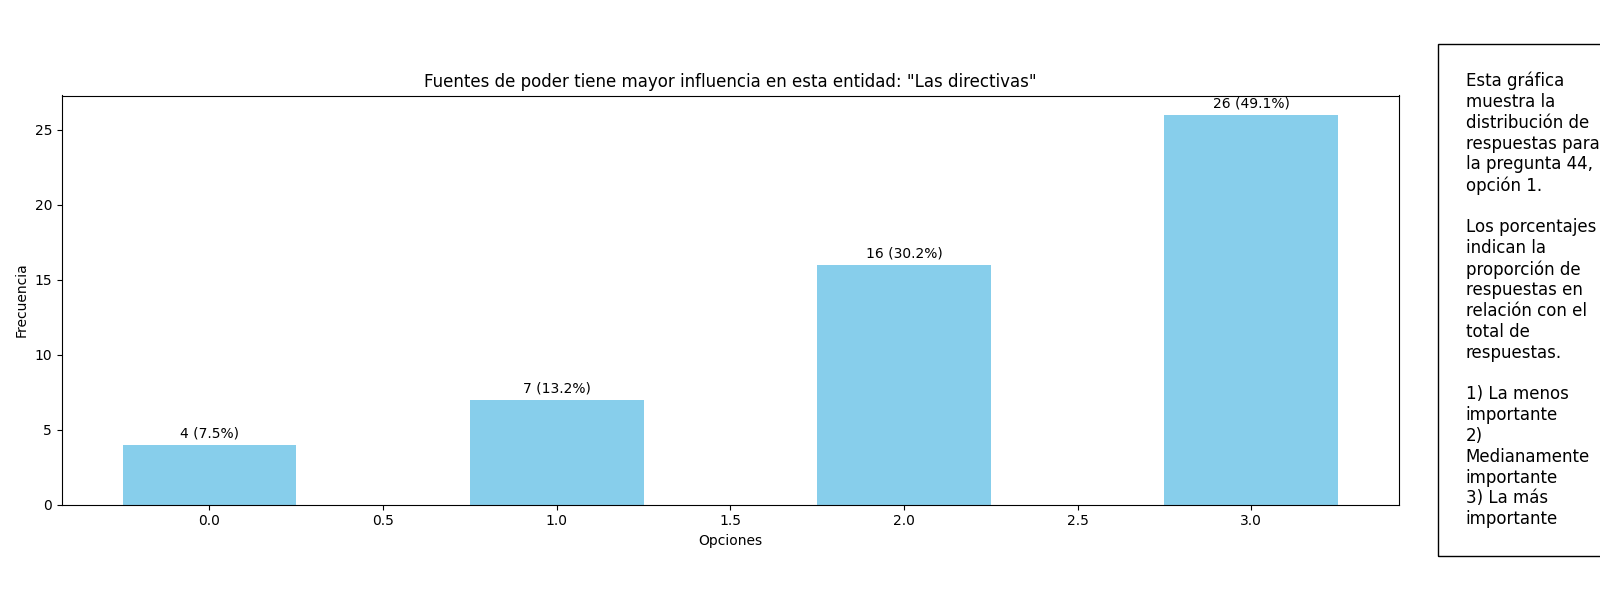 Fuentes de poder tiene mayor influencia en esta entidad: "Las directivas"
26 (49.1%)
16 (30.2%)
7 (13.2%)
4 (7.5%)
25
20
15
10
5
0
Frecuencia
0.0
0.5
1.0
1.5
2.0
2.5
3.0
Opciones
Esta gráfica
muestra la
distribución de
respuestas para
la pregunta 44,
opción 1.
Los porcentajes
indican la
proporción de
respuestas en
relación con el
total de
respuestas.
1) La menos
importante
2)
Medianamente
importante
3) La más
importante